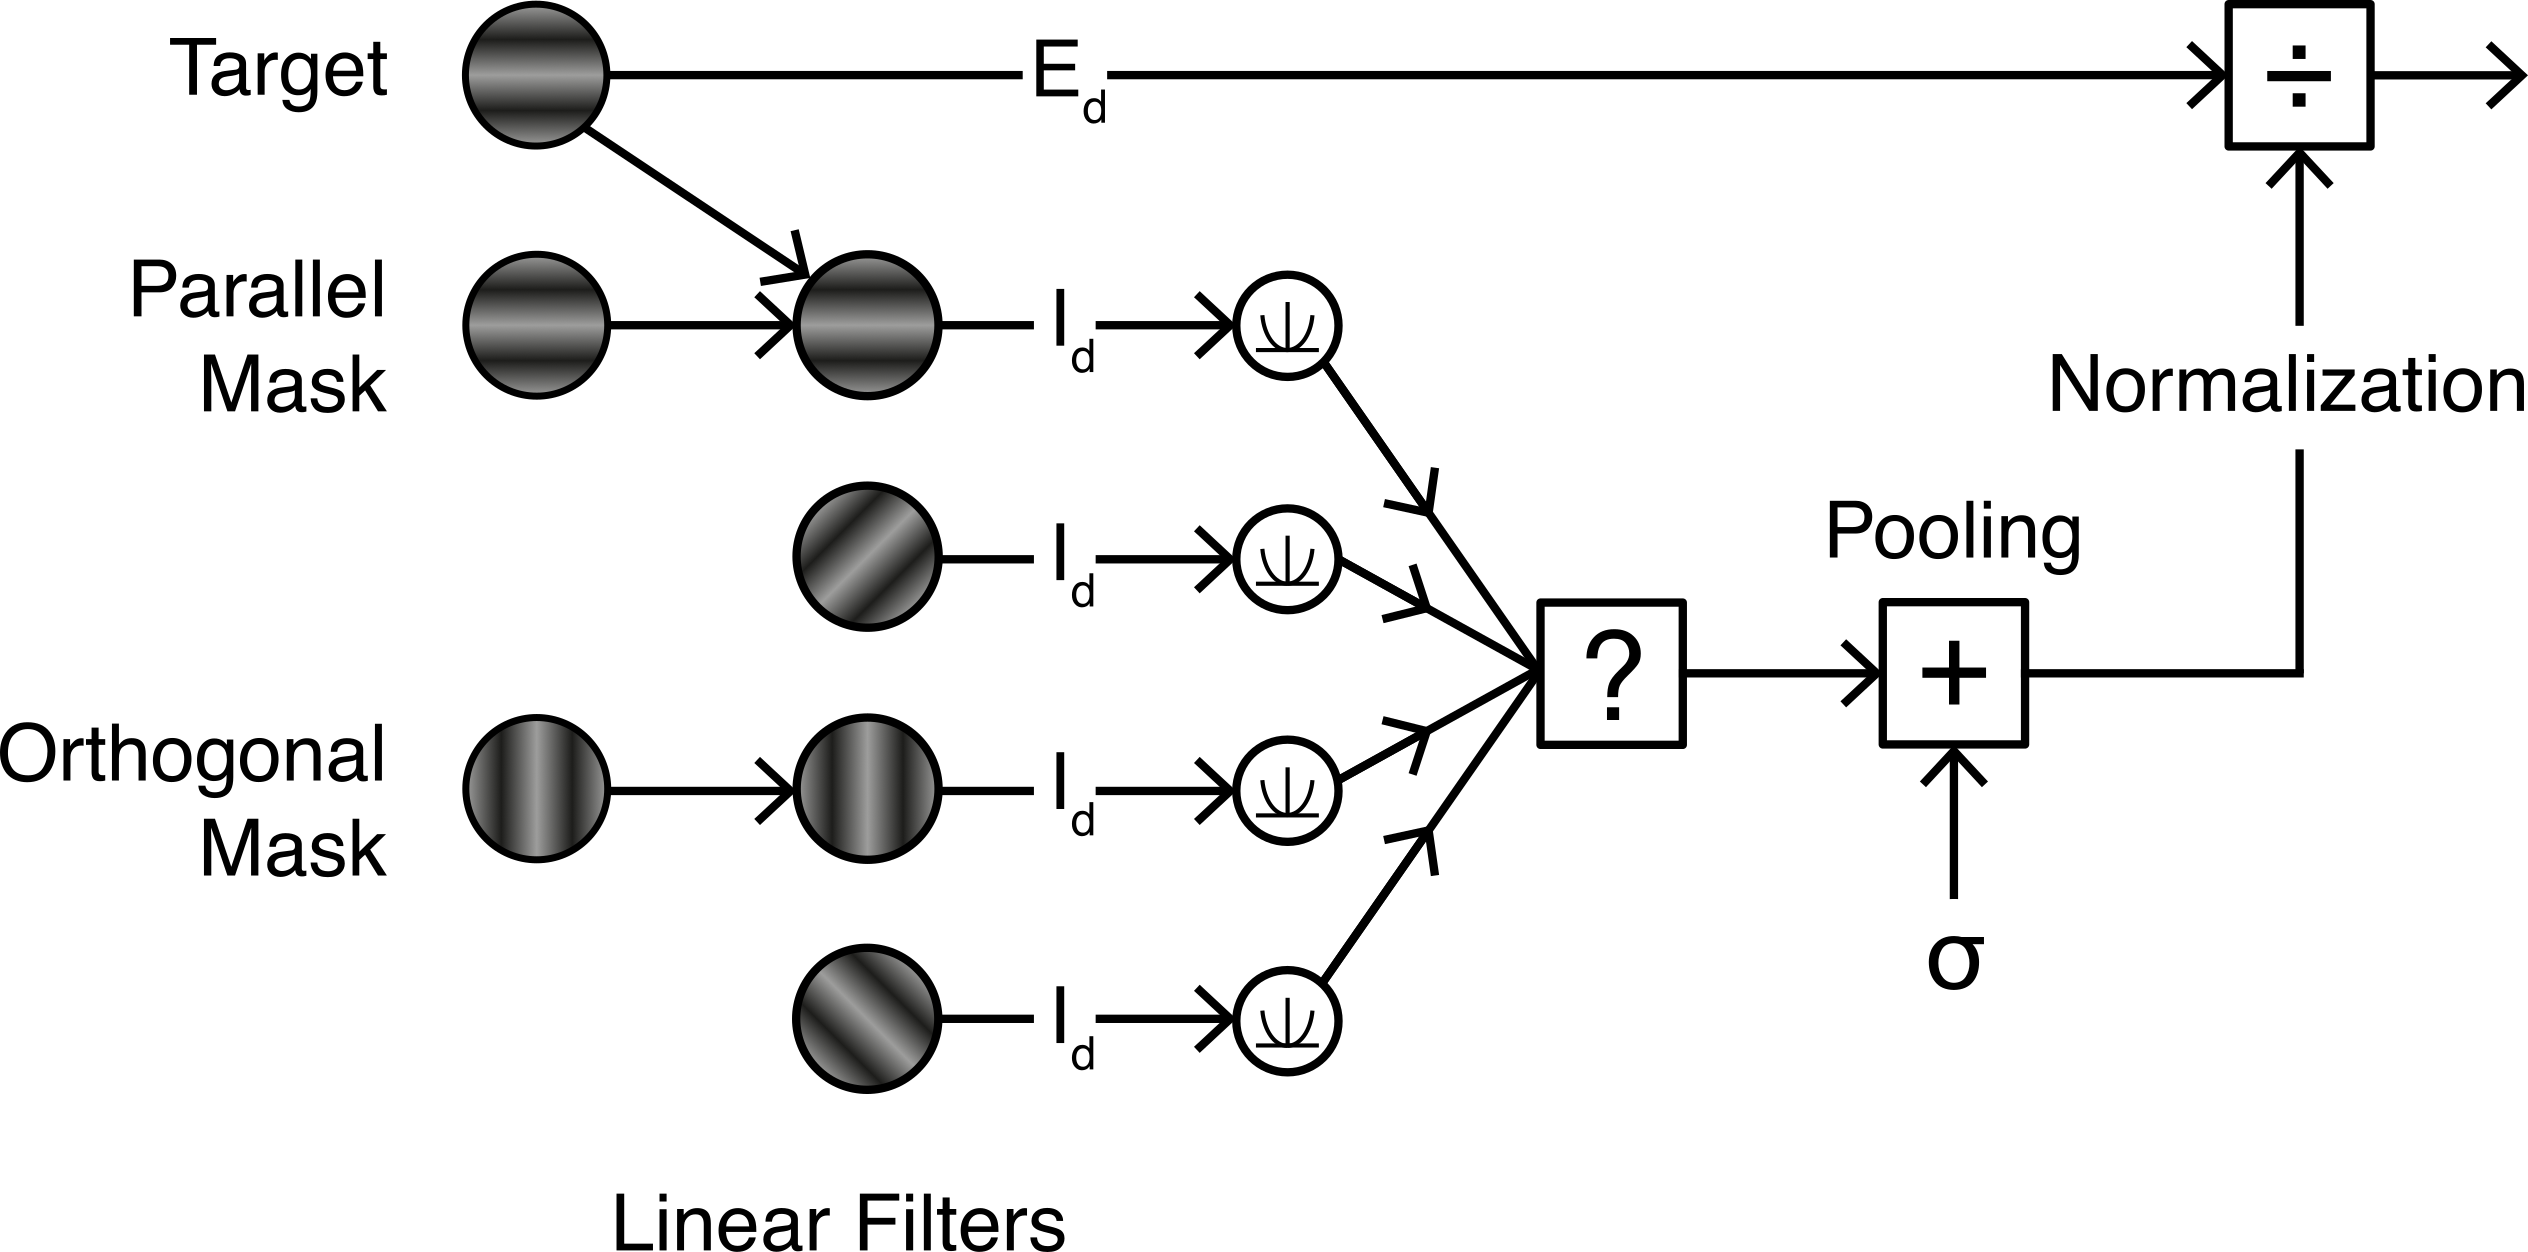 Target
E_d
÷
Parallel
Mask
I_d
Normalization
I_d
Pooling
?
+
Orthogonal
Mask
I_d
σ
I_d
Linear Filters